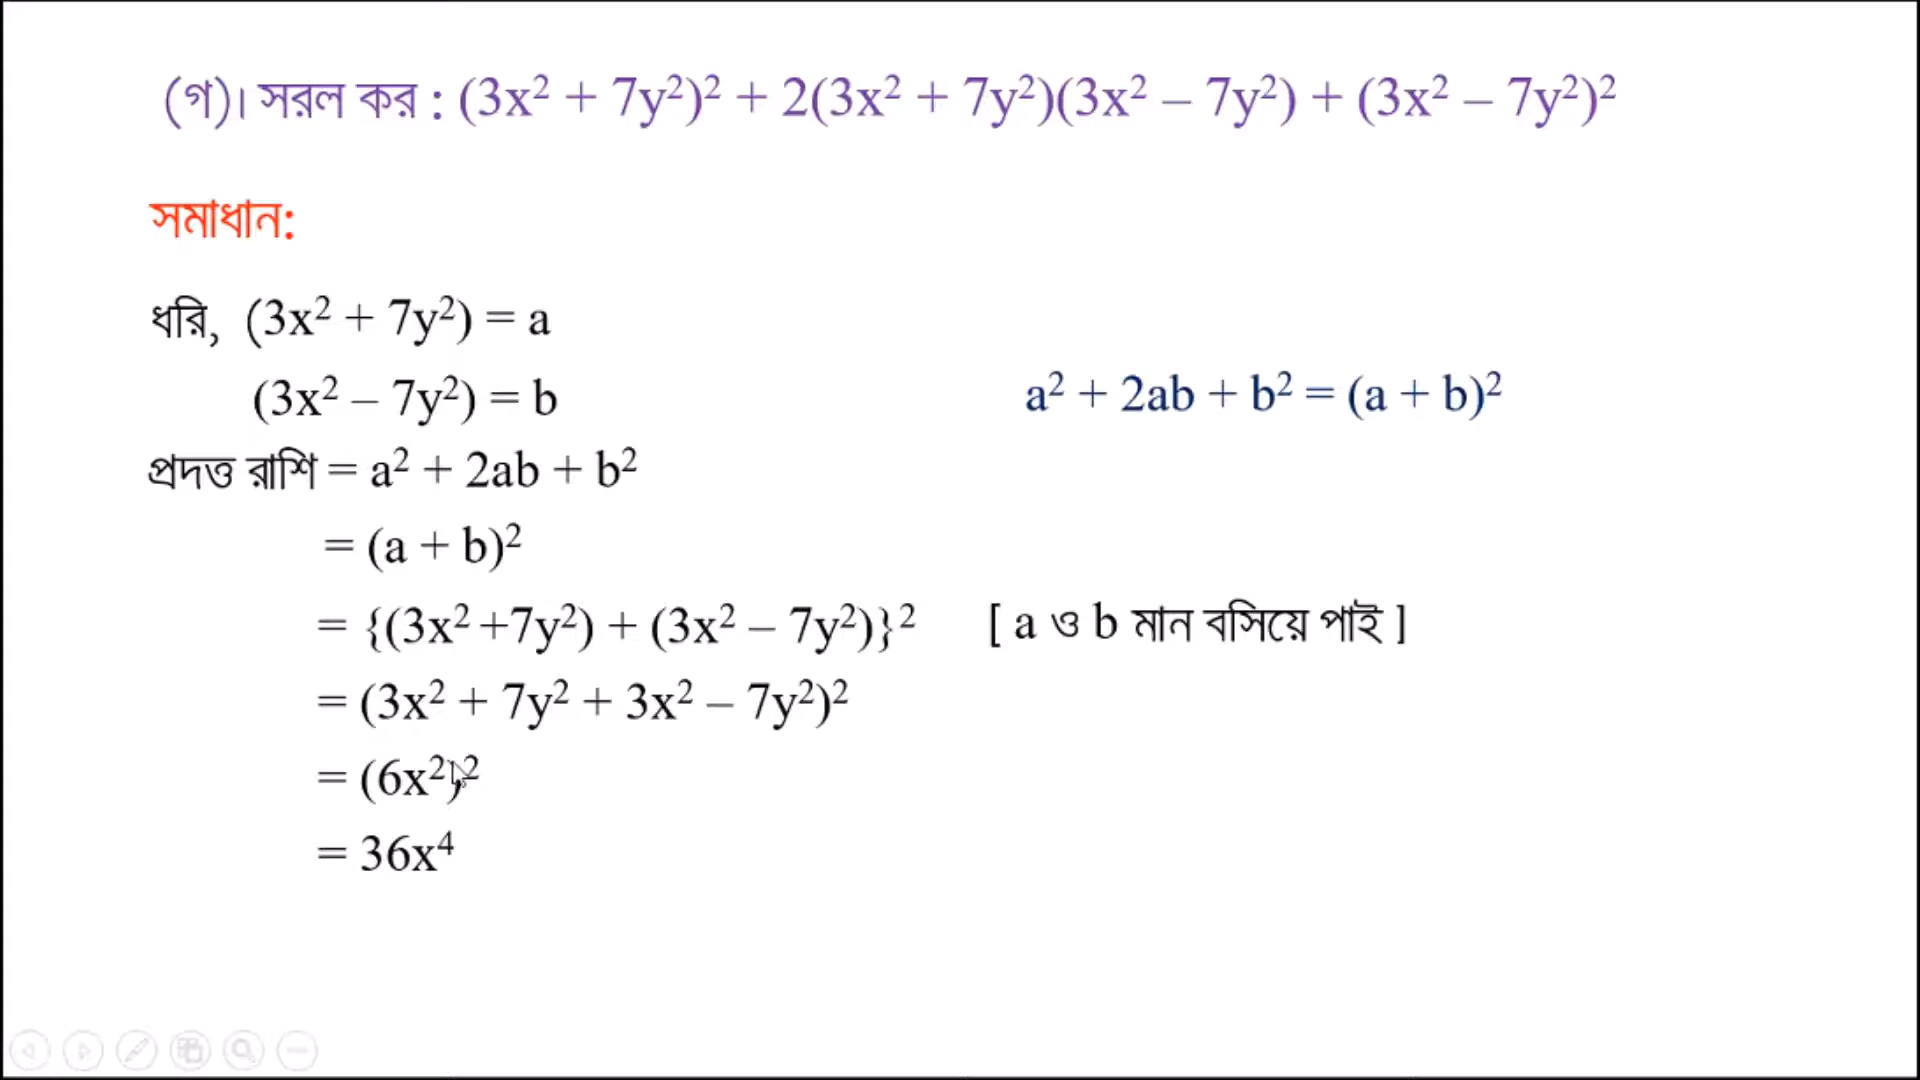 (গ)। সরল কর : (3x² + 7y²)² + 2(3x² + 7y²)(3x² – 7y²) + (3x² – 7y²)²
সমাধান:
ধরি, (3x² + 7y²) = a
(3x² – 7y²) = b
a² + 2ab + b² = (a + b)²
প্রদত্ত রাশি = a² + 2ab + b²
= (a + b)²
= {(3x² +7y²) + (3x² – 7y²)}² [ a ও b মান বসিয়ে পাই ]
= (3x² + 7y² + 3x² – 7y²)²
= (6x²)²
= 36x⁴